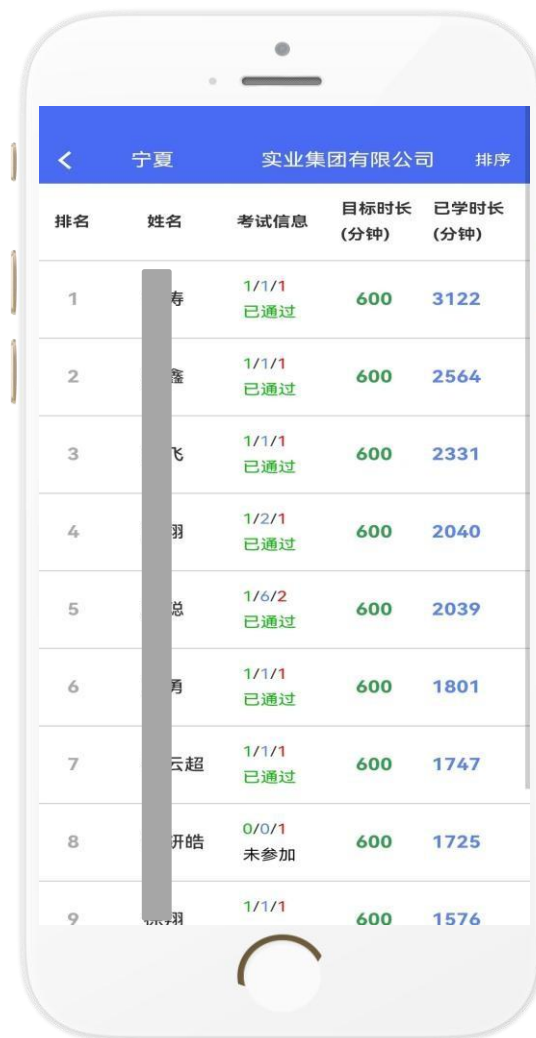 宁夏 实业集团有限公司 排序
排名 姓名 考试信息 目标时长 (分钟) 已学时长 (分钟)
1 寿 1/1/1 已通过 600 3122
2 鑫 1/1/1 已通过 600 2564
3 飞 1/1/1 已通过 600 2331
4 翔 1/2/1 已通过 600 2040
5 聪 1/6/2 已通过 600 2039
6 勇 1/1/1 已通过 600 1801
7 云超 1/1/1 已通过 600 1747
8 研皓 0/0/1 未参加 600 1725
9 翔 1/1/1 600 1576